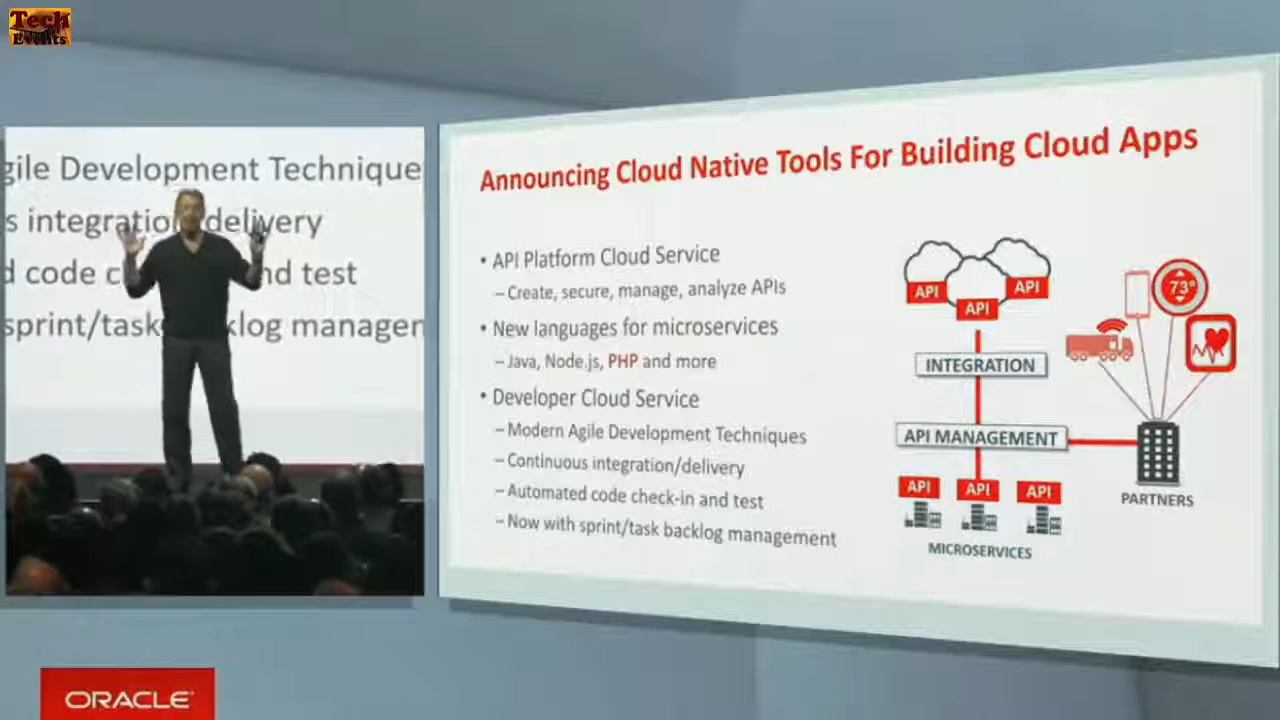 Tech
Events
gile Development Technique
s integration/delivery
nd test
sprint/task
klog managem
Announcing Cloud Native Tools For Building Cloud Apps
• API Platform Cloud Service
– Create, secure, manage, analyze APIs
• New languages for microservices
– Java, Node.js, PHP and more
• Developer Cloud Service
– Modern Agile Development Techniques
– Continuous integration/delivery
– Automated code check-in and test
– Now with sprint/task backlog management
API
API
API
INTEGRATION
API MANAGEMENT
API
API
API
MICROSERVICES
73°
PARTNERS
ORACLE